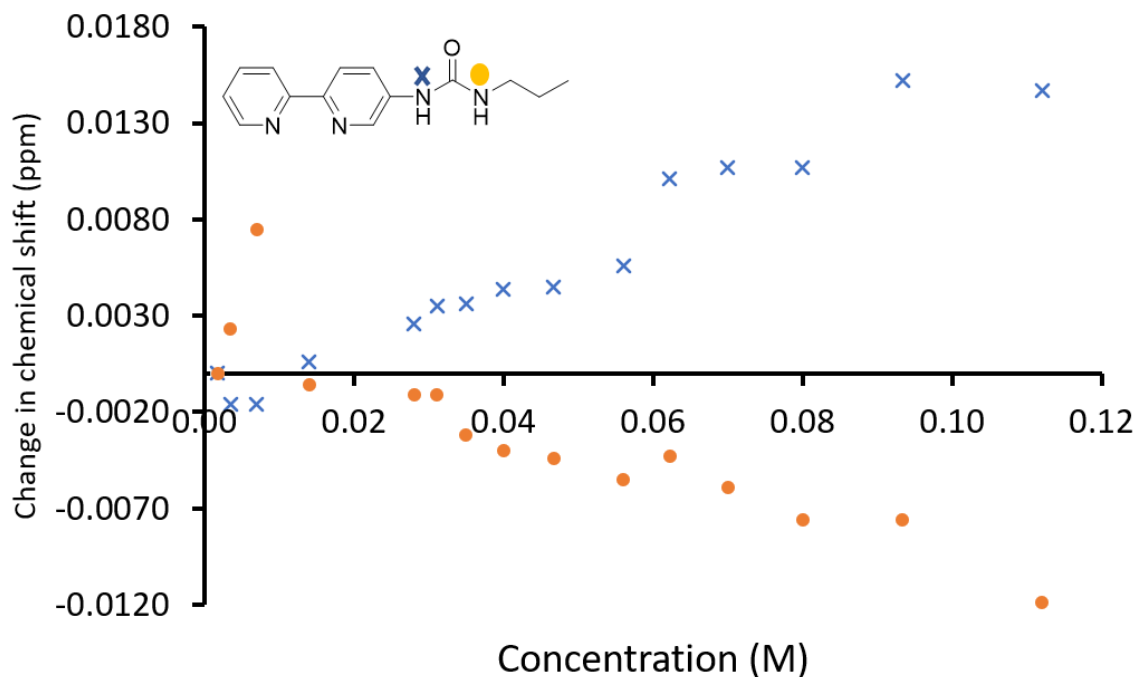 Change in chemical shift (ppm)
0.0180
0.0130
0.0080
0.0030
-0.0020
-0.0070
-0.0120
O
N
H
N
H
N
N
0.00
0.02
0.04
0.06
0.08
0.10
0.12
Concentration (M)